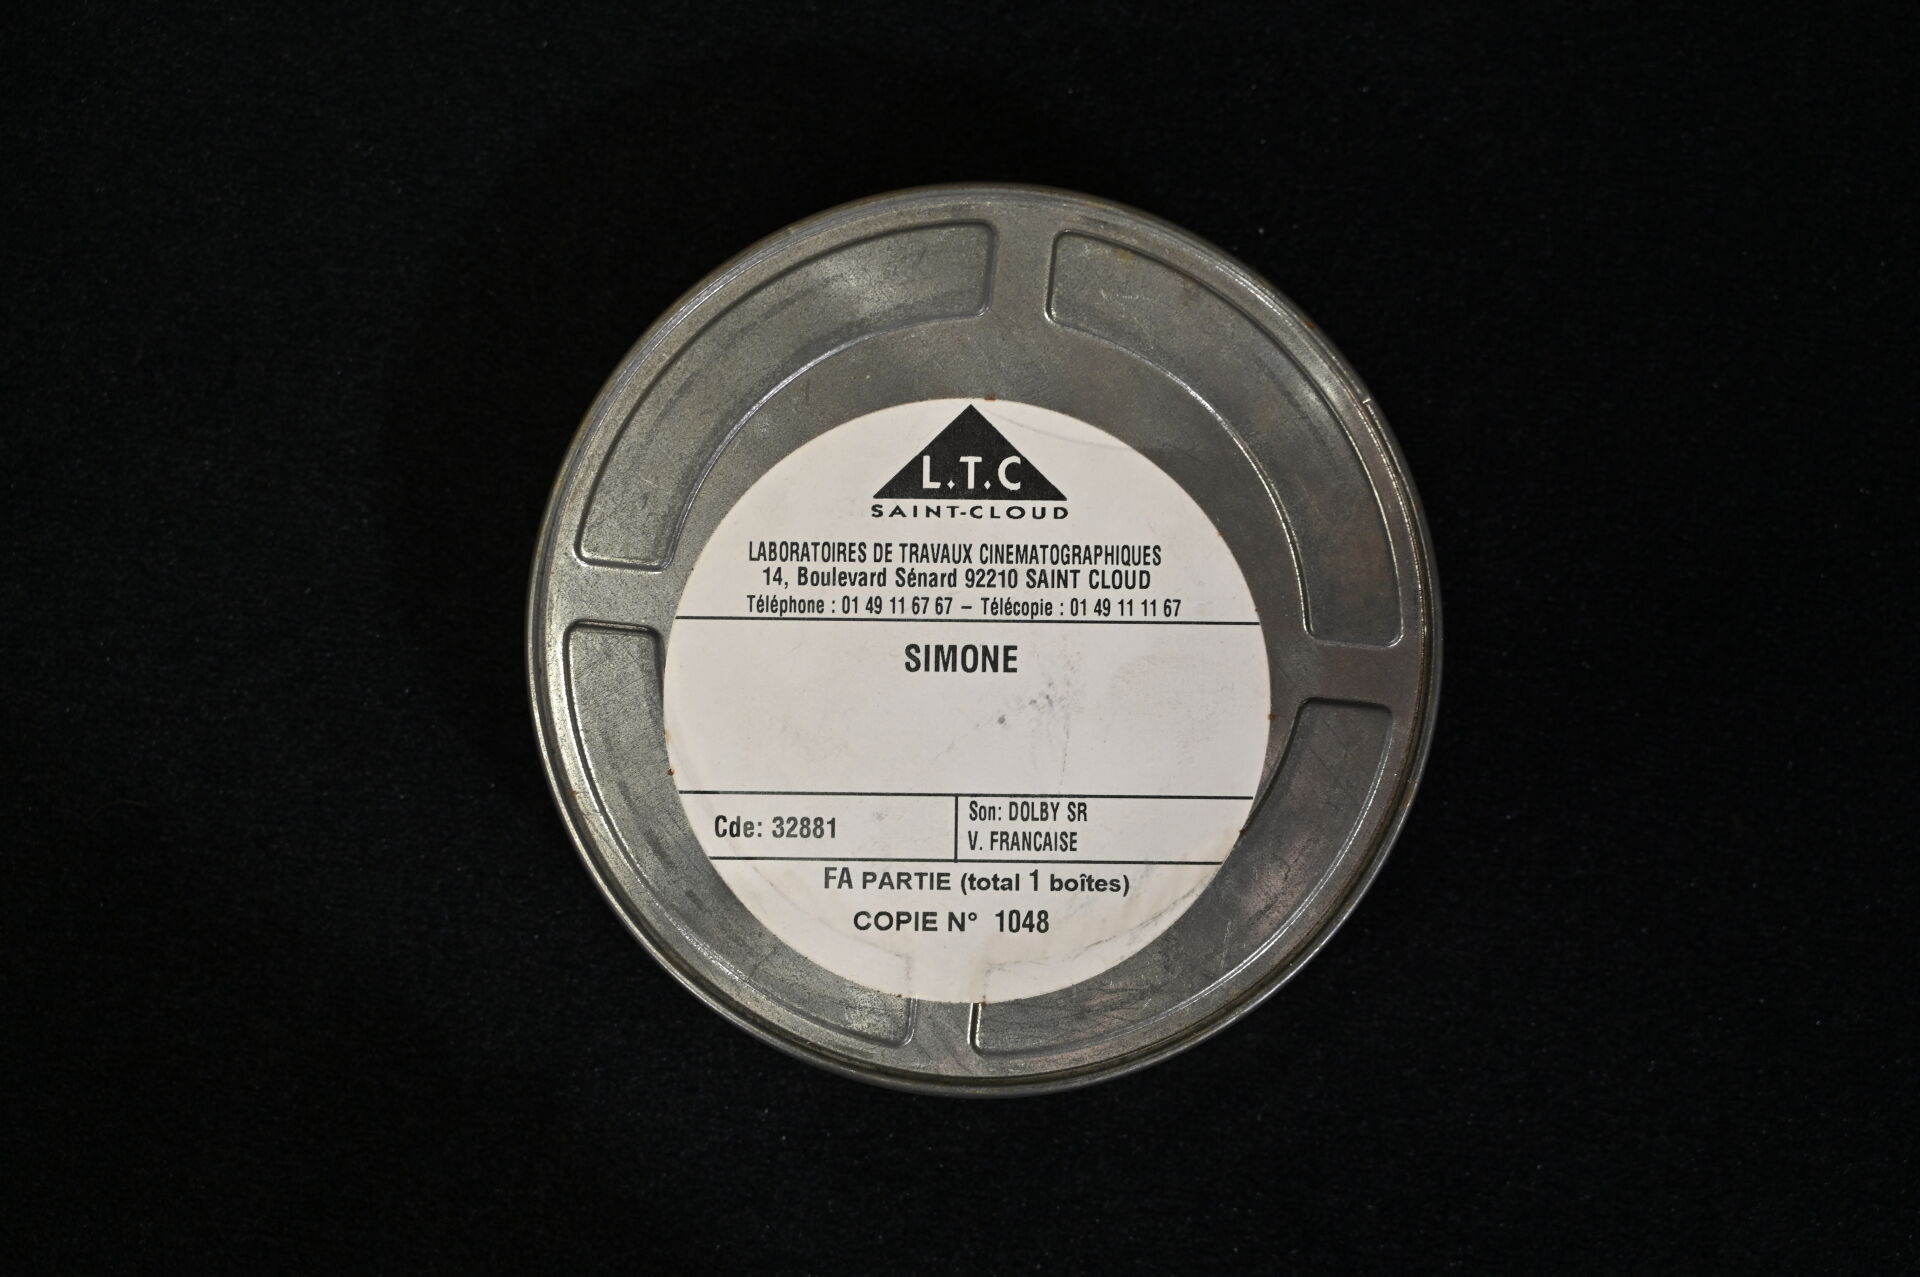 L.T.C
SAINT-CLOUD
LABORATOIRES DE TRAVAUX CINEMATOGRAPHIQUES
14, Boulevard Sénard 92210 SAINT CLOUD
Téléphone : 01 49 11 67 67 – Télécopie : 01 49 11 11 67
SIMONE
Cde: 32881
Son: DOLBY SR
V. FRANCAISE
FA PARTIE (total 1 boîtes)
COPIE N° 1048